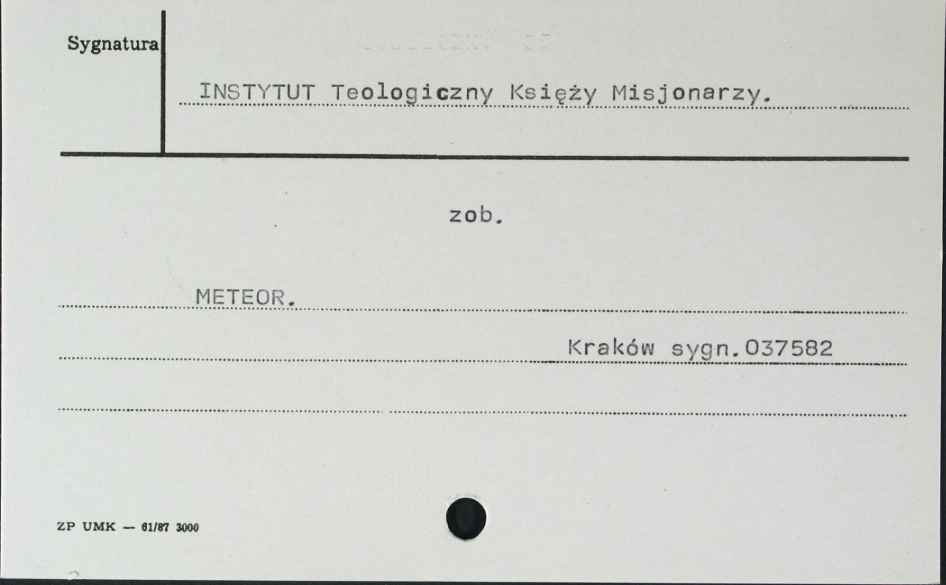 Sygnatura
INSTYTUT Teologiczny Księży Misjonarzy.
zob.
METEOR.
Kraków sygn.037582
ZP UMK — 61/87 3000